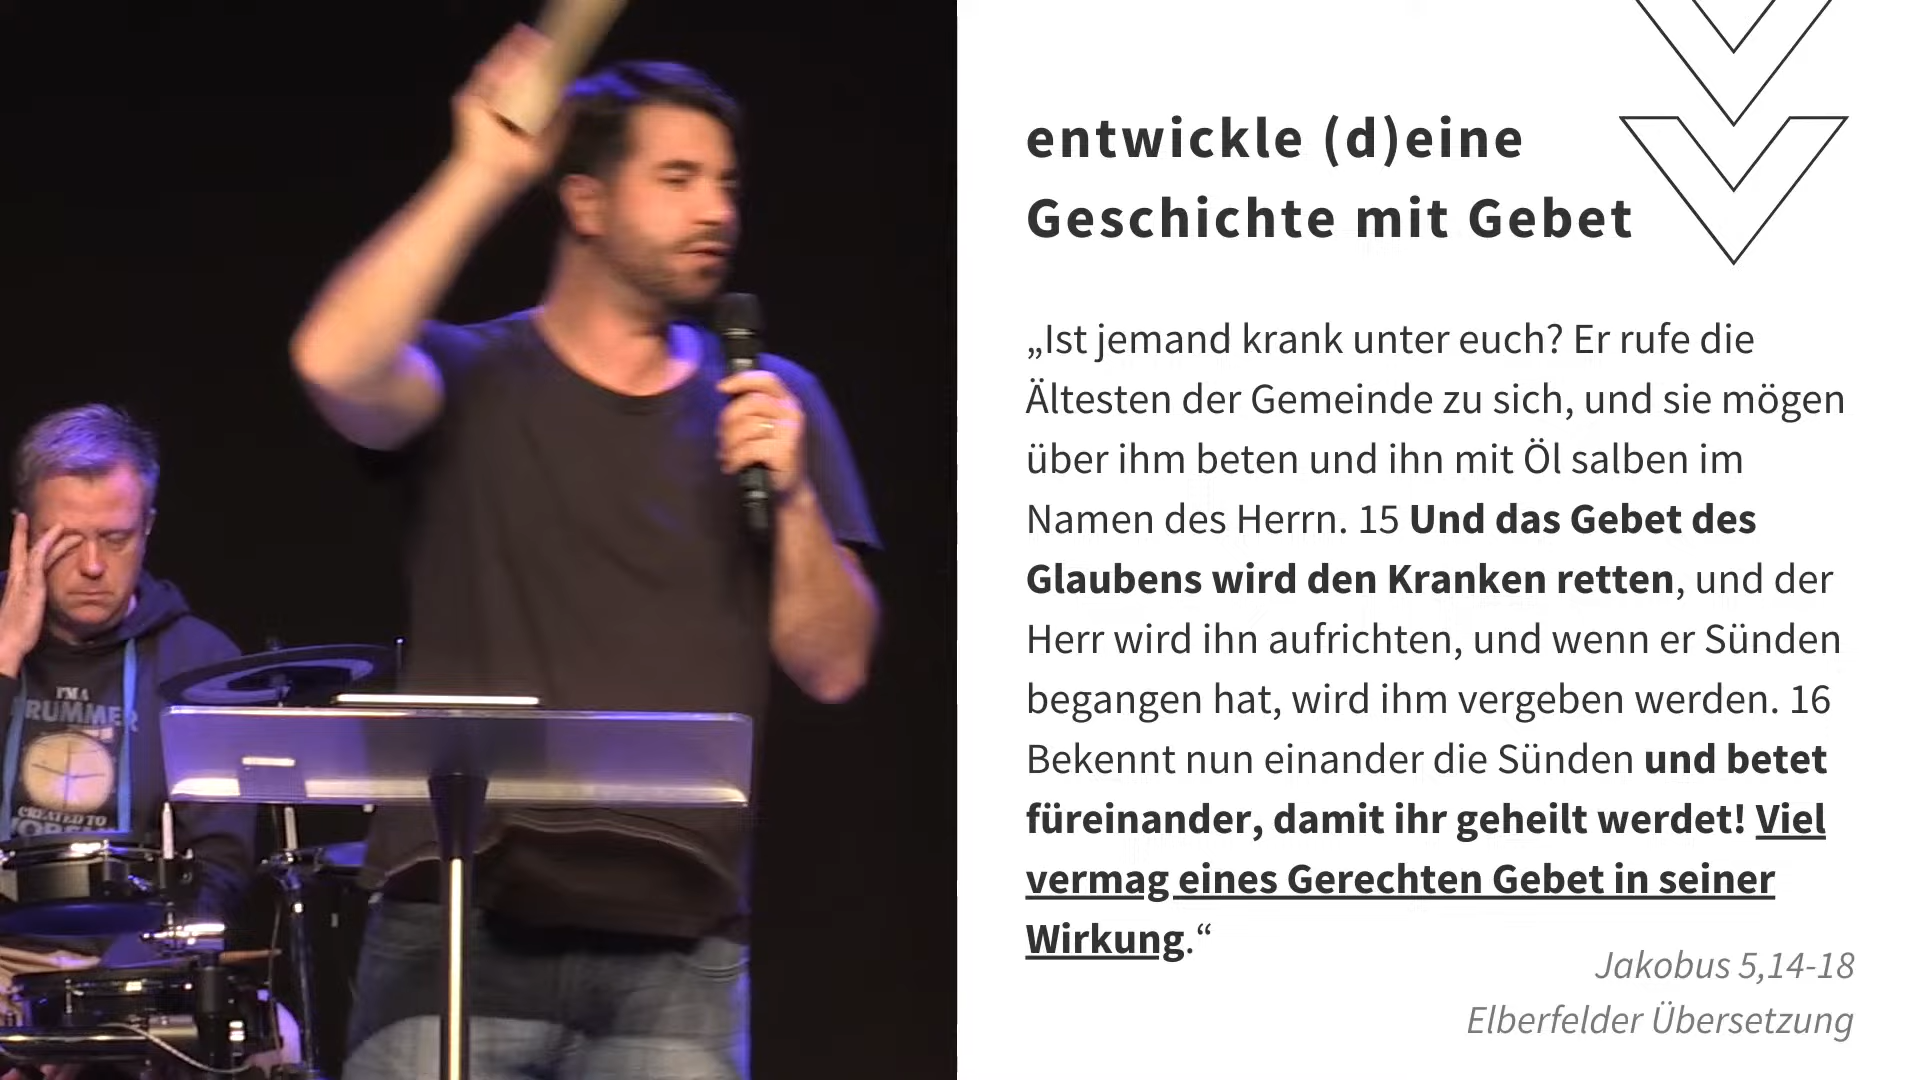 entwickle (d)eine
Geschichte mit Gebet
„Ist jemand krank unter euch? Er rufe die
Ältesten der Gemeinde zu sich, und sie mögen
über ihm beten und ihn mit Öl salben im
Namen des Herrn. 15 Und das Gebet des
Glaubens wird den Kranken retten, und der
Herr wird ihn aufrichten, und wenn er Sünden
begangen hat, wird ihm vergeben werden. 16
Bekennt nun einander die Sünden und betet
füreinander, damit ihr geheilt werdet! Viel
vermag eines Gerechten Gebet in seiner
Wirkung.“
Jakobus 5,14-18
Elberfelder Übersetzung
I'M A
RUMMER
CREATED TO